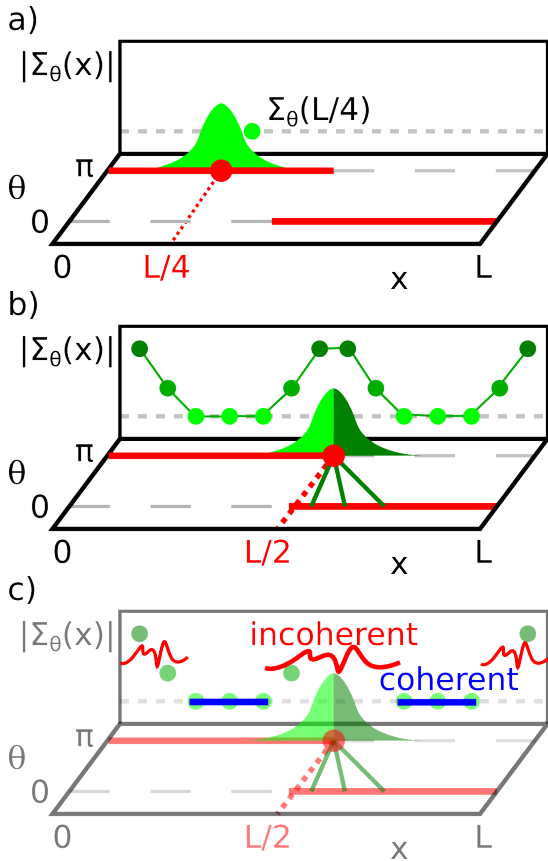 a)
|Σθ(x)|
Σθ(L/4)
π
θ
0
0
L/4
x
L
b)
|Σθ(x)|
π
θ
0
0
L/2
x
L
c)
|Σθ(x)|
incoherent
coherent
π
θ
0
0
L/2
x
L